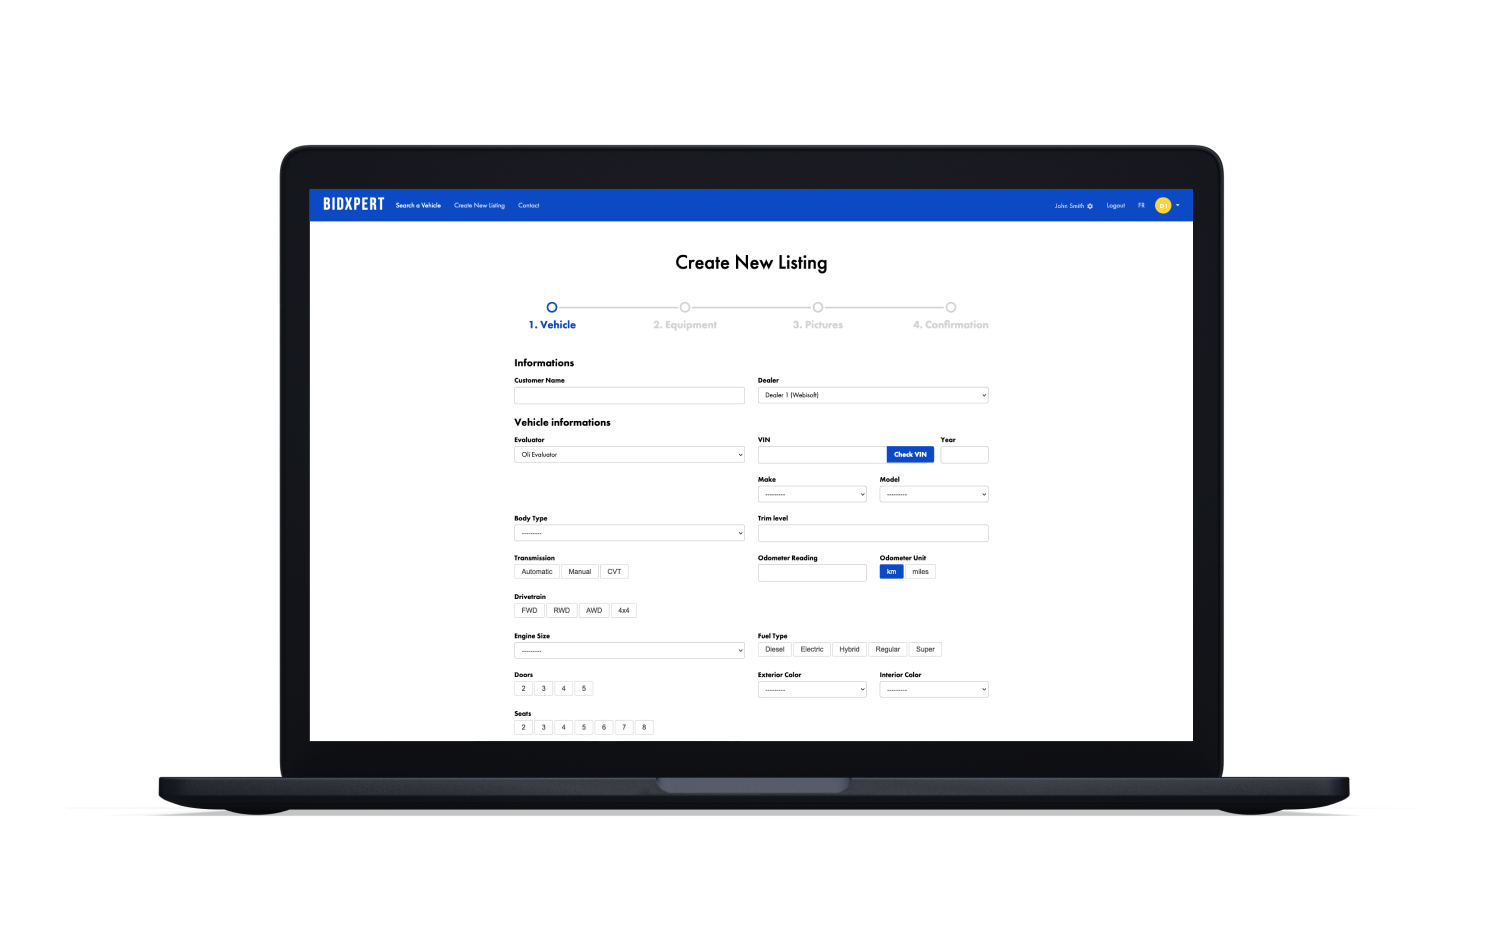 BIDXPERT Search a Vehicle Create New Listing Contact John Smith Logout FR D1
Create New Listing
1. Vehicle 2. Equipment 3. Pictures 4. Confirmation
Informations
Customer Name Dealer
Dealer 1 (Webisoft)
Vehicle informations
Evaluator VIN Year
Oli Evaluator Check VIN
Make Model
--------- ---------
Body Type Trim level
---------
Transmission Odometer Reading Odometer Unit
Automatic Manual CVT km miles
Drivetrain
FWD RWD AWD 4x4
Engine Size Fuel Type
--------- Diesel Electric Hybrid Regular Super
Doors Exterior Color Interior Color
2 3 4 5 --------- ---------
Seats
2 3 4 5 6 7 8